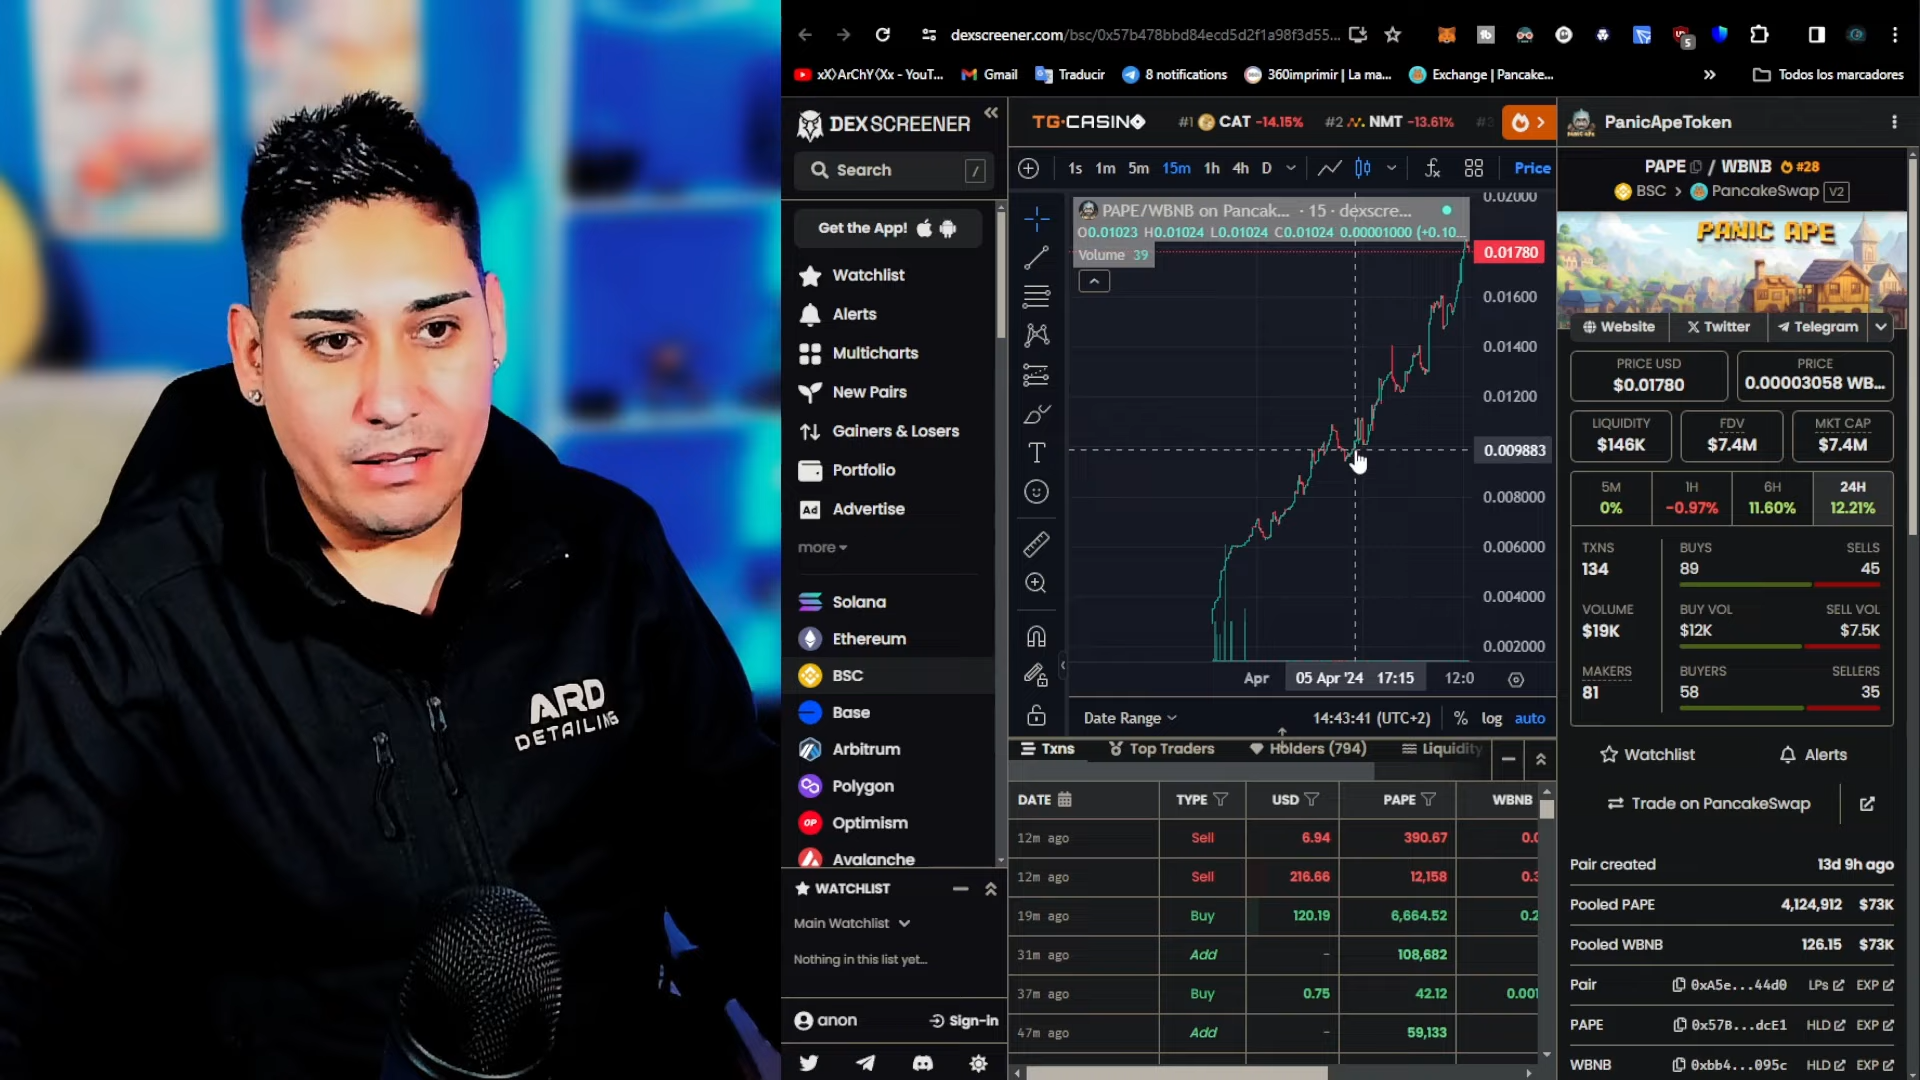 ARD
DETAILING
dexscreener.com/bsc/0x57b478bbd84ecd5d2f1a98f3d55...
5
xX)ArChY(Xx - YouT...
Gmail
Traducir
8 notifications
360imprimir | La ma...
Exchange | Pancake...
»
Todos los marcadores
DEXSCREENER
Search /
Get the App!
Watchlist
Alerts
Multicharts
New Pairs
Gainers & Losers
Portfolio
Ad Advertise
more
Solana
Ethereum
BSC
Base
Arbitrum
Polygon
OP Optimism
Avalanche
WATCHLIST
Main Watchlist
Nothing in this list yet...
anon Sign-in
TG.CASINO #1 CAT -14.15% #2 NMT -13.61% #3
1s 1m 5m 15m 1h 4h D Price
PAPE/WBNB on Pancak... · 15 · dexscre...
O0.01023 H0.01024 L0.01024 C0.01024 0.00001000 (+0.10...
Volume 39
0.02000
0.01780
0.01600
0.01400
0.01200
0.009883
0.008000
0.006000
0.004000
0.002000
Apr 05 Apr '24 17:15 12:0
Date Range 14:43:41 (UTC+2) % log auto
Txns Top Traders Holders (794) Liquidity
DATE TYPE USD PAPE WBNB
12m ago Sell 6.94 390.67 0.0
12m ago Sell 216.66 12,158 0.3
19m ago Buy 120.19 6,664.52 0.2
31m ago Add - 108,682
37m ago Buy 0.75 42.12 0.001
47m ago Add - 59,133
PanicApeToken
PAPE / WBNB #28
BSC > PancakeSwap V2
PANIC APE
Website Twitter Telegram
PRICE USD
$0.01780
PRICE
0.00003058 WB...
LIQUIDITY
$146K
FDV
$7.4M
MKT CAP
$7.4M
5M 1H 6H 24H
0% -0.97% 11.60% 12.21%
TXNS
134
BUYS SELLS
89 45
VOLUME
$19K
BUY VOL SELL VOL
$12K $7.5K
MAKERS
81
BUYERS SELLERS
58 35
Watchlist Alerts
Trade on PancakeSwap
Pair created 13d 9h ago
Pooled PAPE 4,124,912 $73K
Pooled WBNB 126.15 $73K
Pair 0xA5e...44d0 LPs EXP
PAPE 0x57B...dcE1 HLD EXP
WBNB 0xbb4...095c HLD EXP